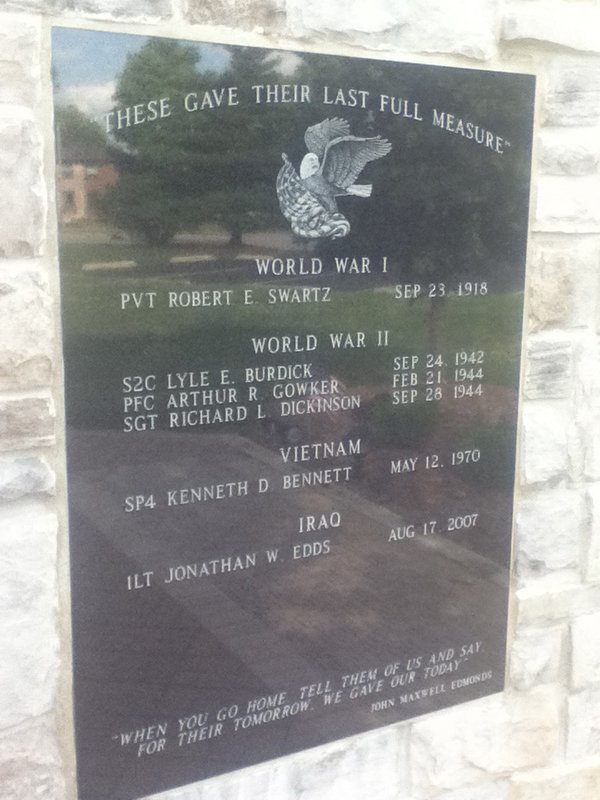 "THESE GAVE THEIR LAST FULL MEASURE"
WORLD WAR I
PVT ROBERT E. SWARTZ SEP 23, 1918
WORLD WAR II
S2C LYLE E. BURDICK SEP 24, 1942
PFC ARTHUR R. GOWKER FEB 21 1944
SGT RICHARD L. DICKINSON SEP 28 1944
VIETNAM
SP4 KENNETH D. BENNETT MAY 12, 1970
IRAQ
1LT JONATHAN W. EDDS AUG 17, 2007
"WHEN YOU GO HOME, TELL THEM OF US AND SAY
FOR THEIR TOMORROW, WE GAVE OUR TODAY"
JOHN MAXWELL EDMONDS